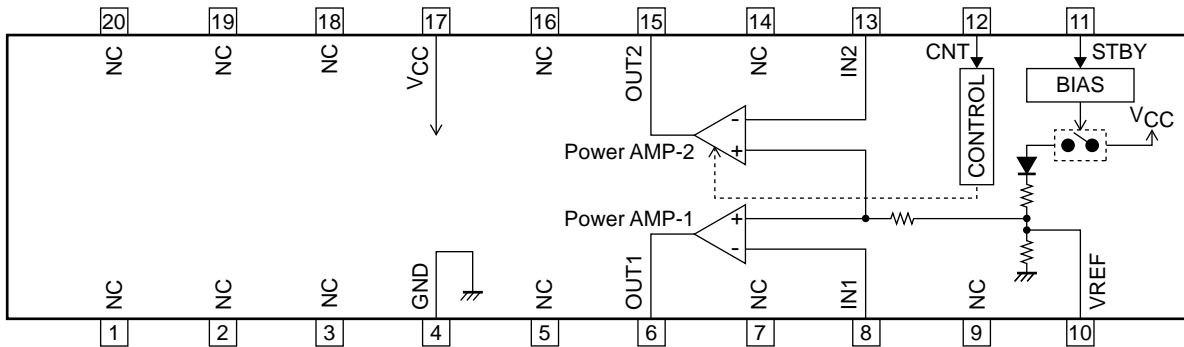 20 19 18 17 16 15 14 13 12 11
NC NC NC VCC NC OUT2 NC IN2 CNT STBY
BIAS
VCC
CONTROL
Power AMP-2
Power AMP-1
+
-
+
-
NC NC NC GND NC OUT1 NC IN1 NC VREF
1 2 3 4 5 6 7 8 9 10